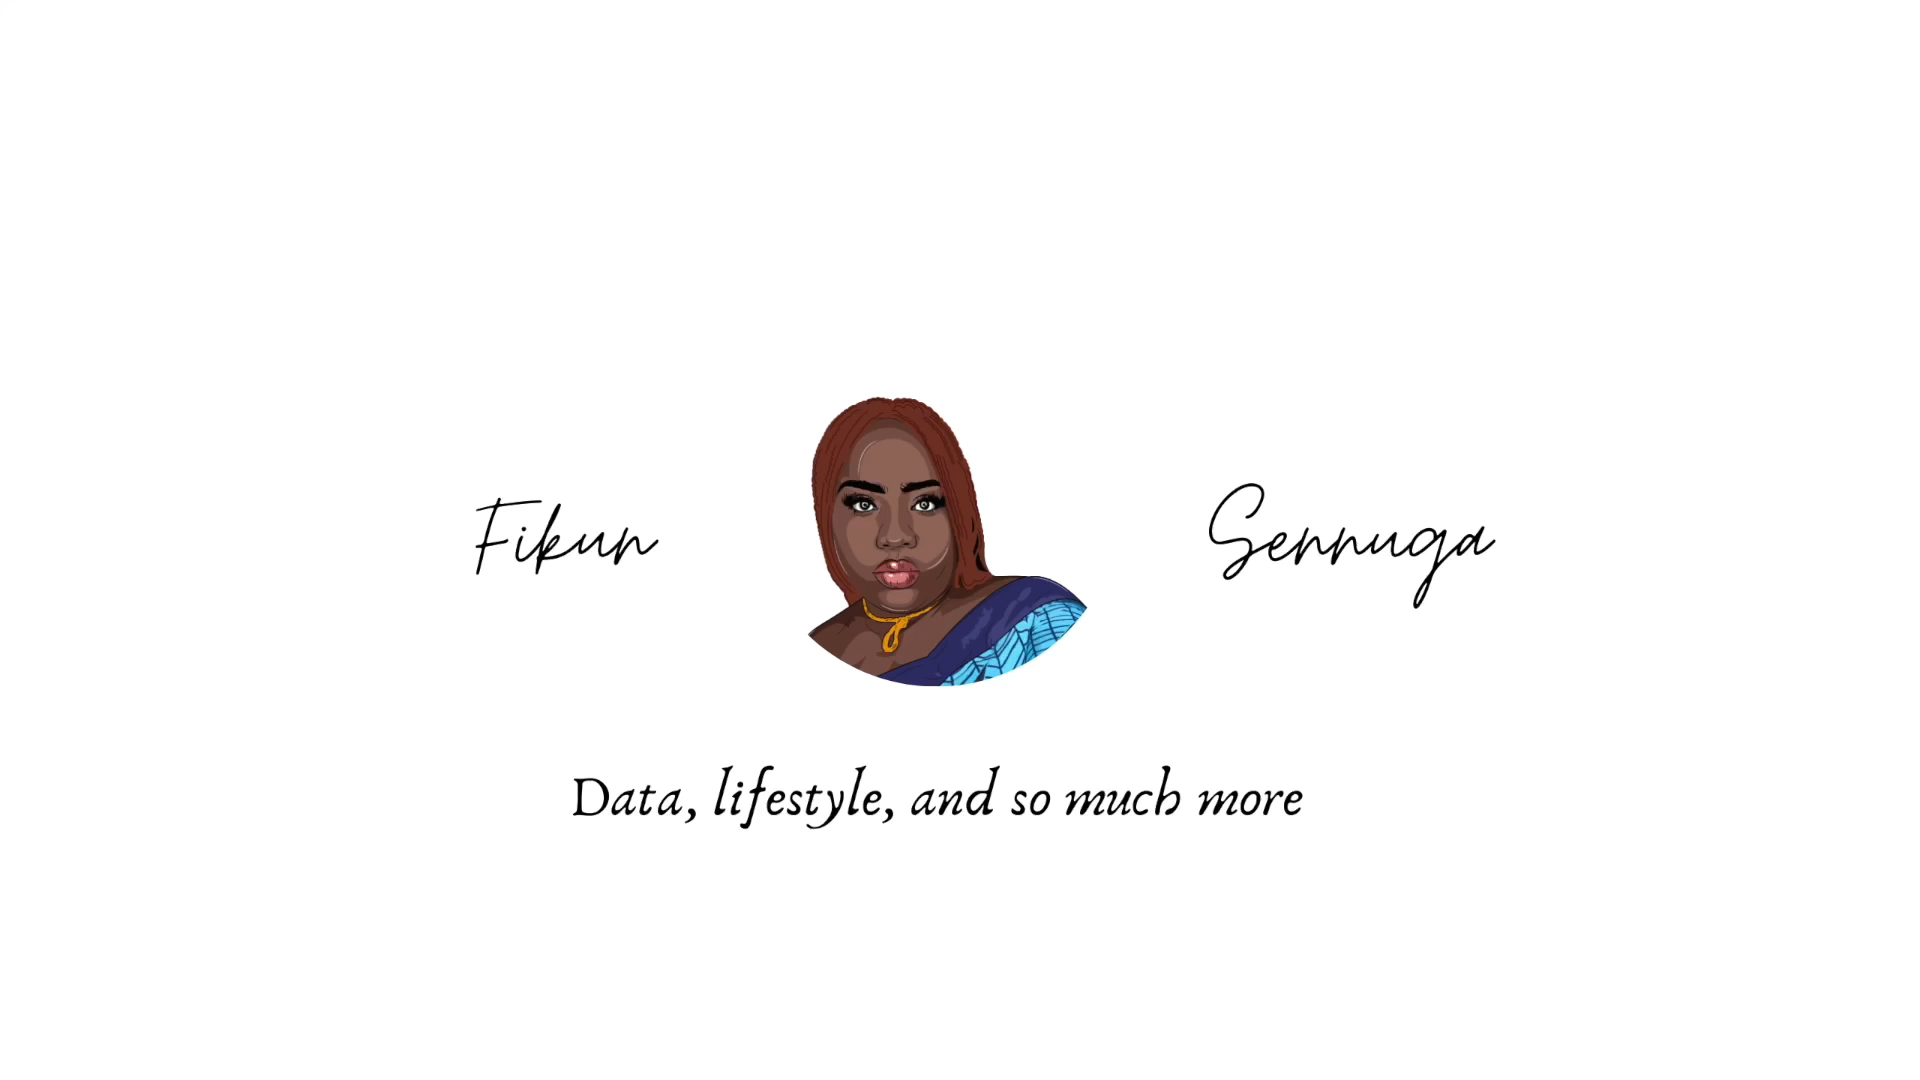 Fikun Sennuga
Data, lifestyle, and so much more